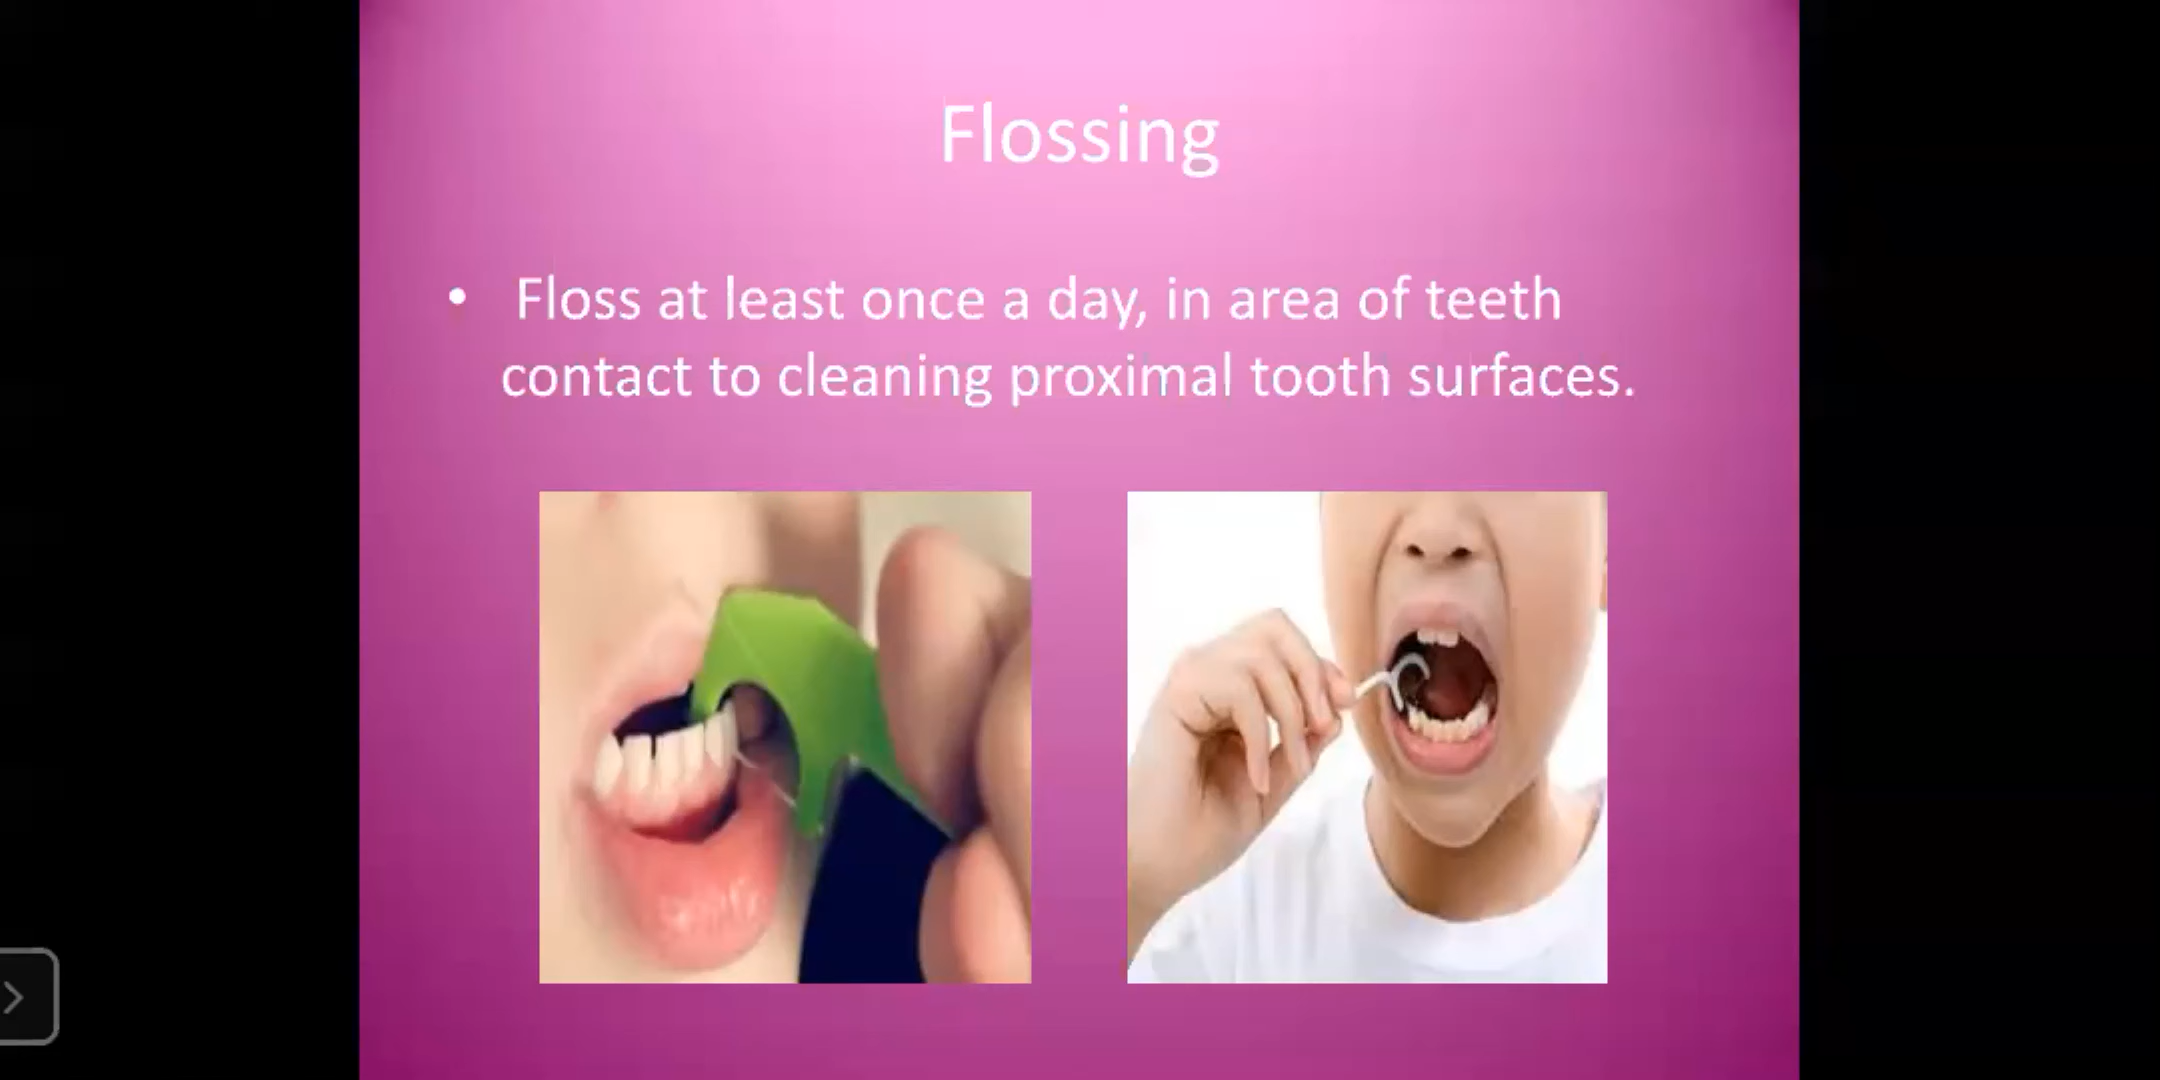 Flossing
• Floss at least once a day, in area of teeth
contact to cleaning proximal tooth surfaces.